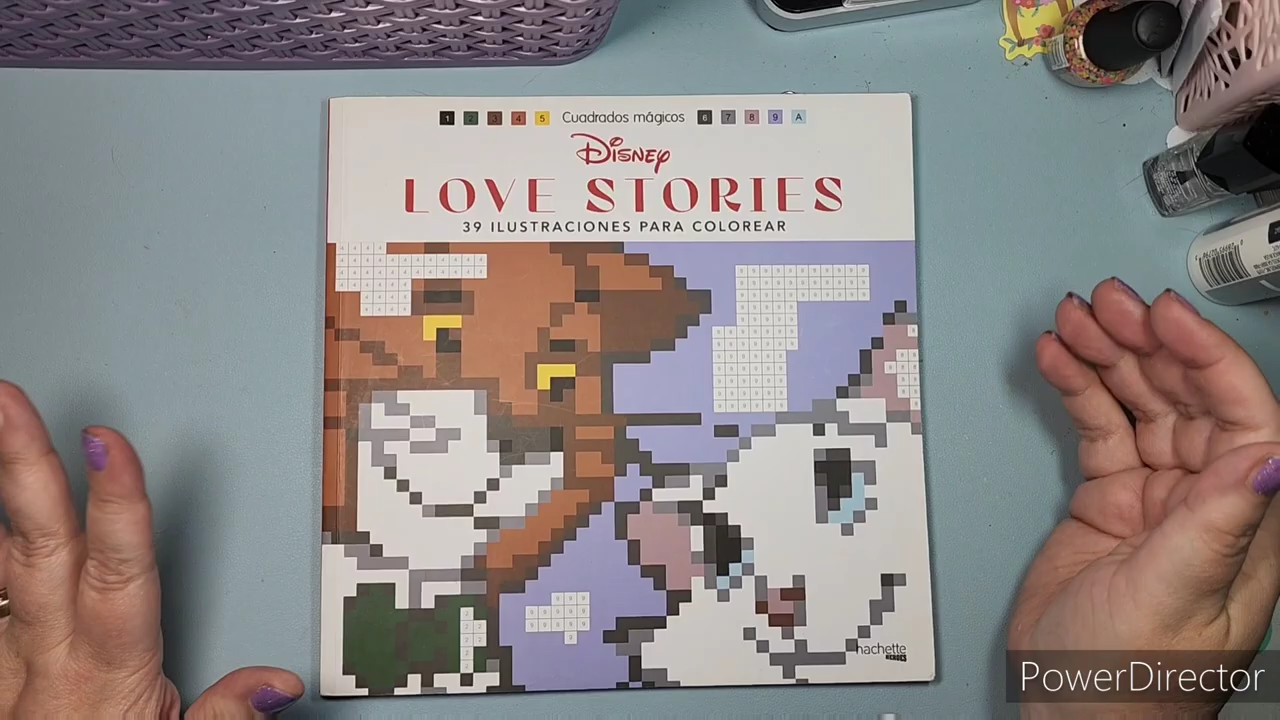 1 2 3 4 5 Cuadrados mágicos 6 7 8 9 A
Disney
LOVE STORIES
39 ILUSTRACIONES PARA COLOREAR
hachette
HEROES
PowerDirector